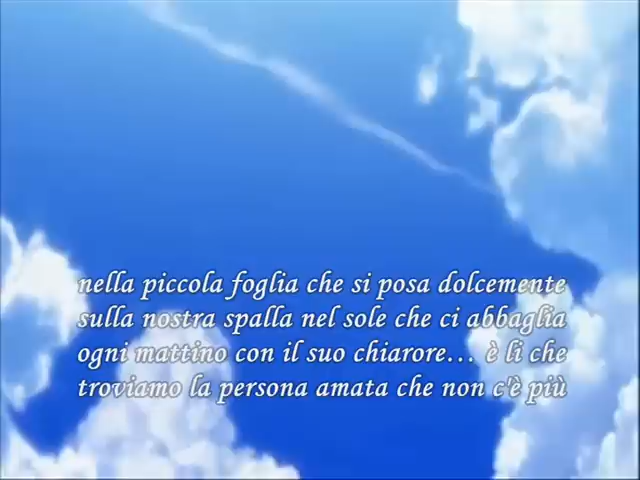 nella piccola foglia che si posa dolcemente
sulla nostra spalla nel sole che ci abbaglia
ogni mattino con il suo chiarore... è li che
troviamo la persona amata che non c'è più